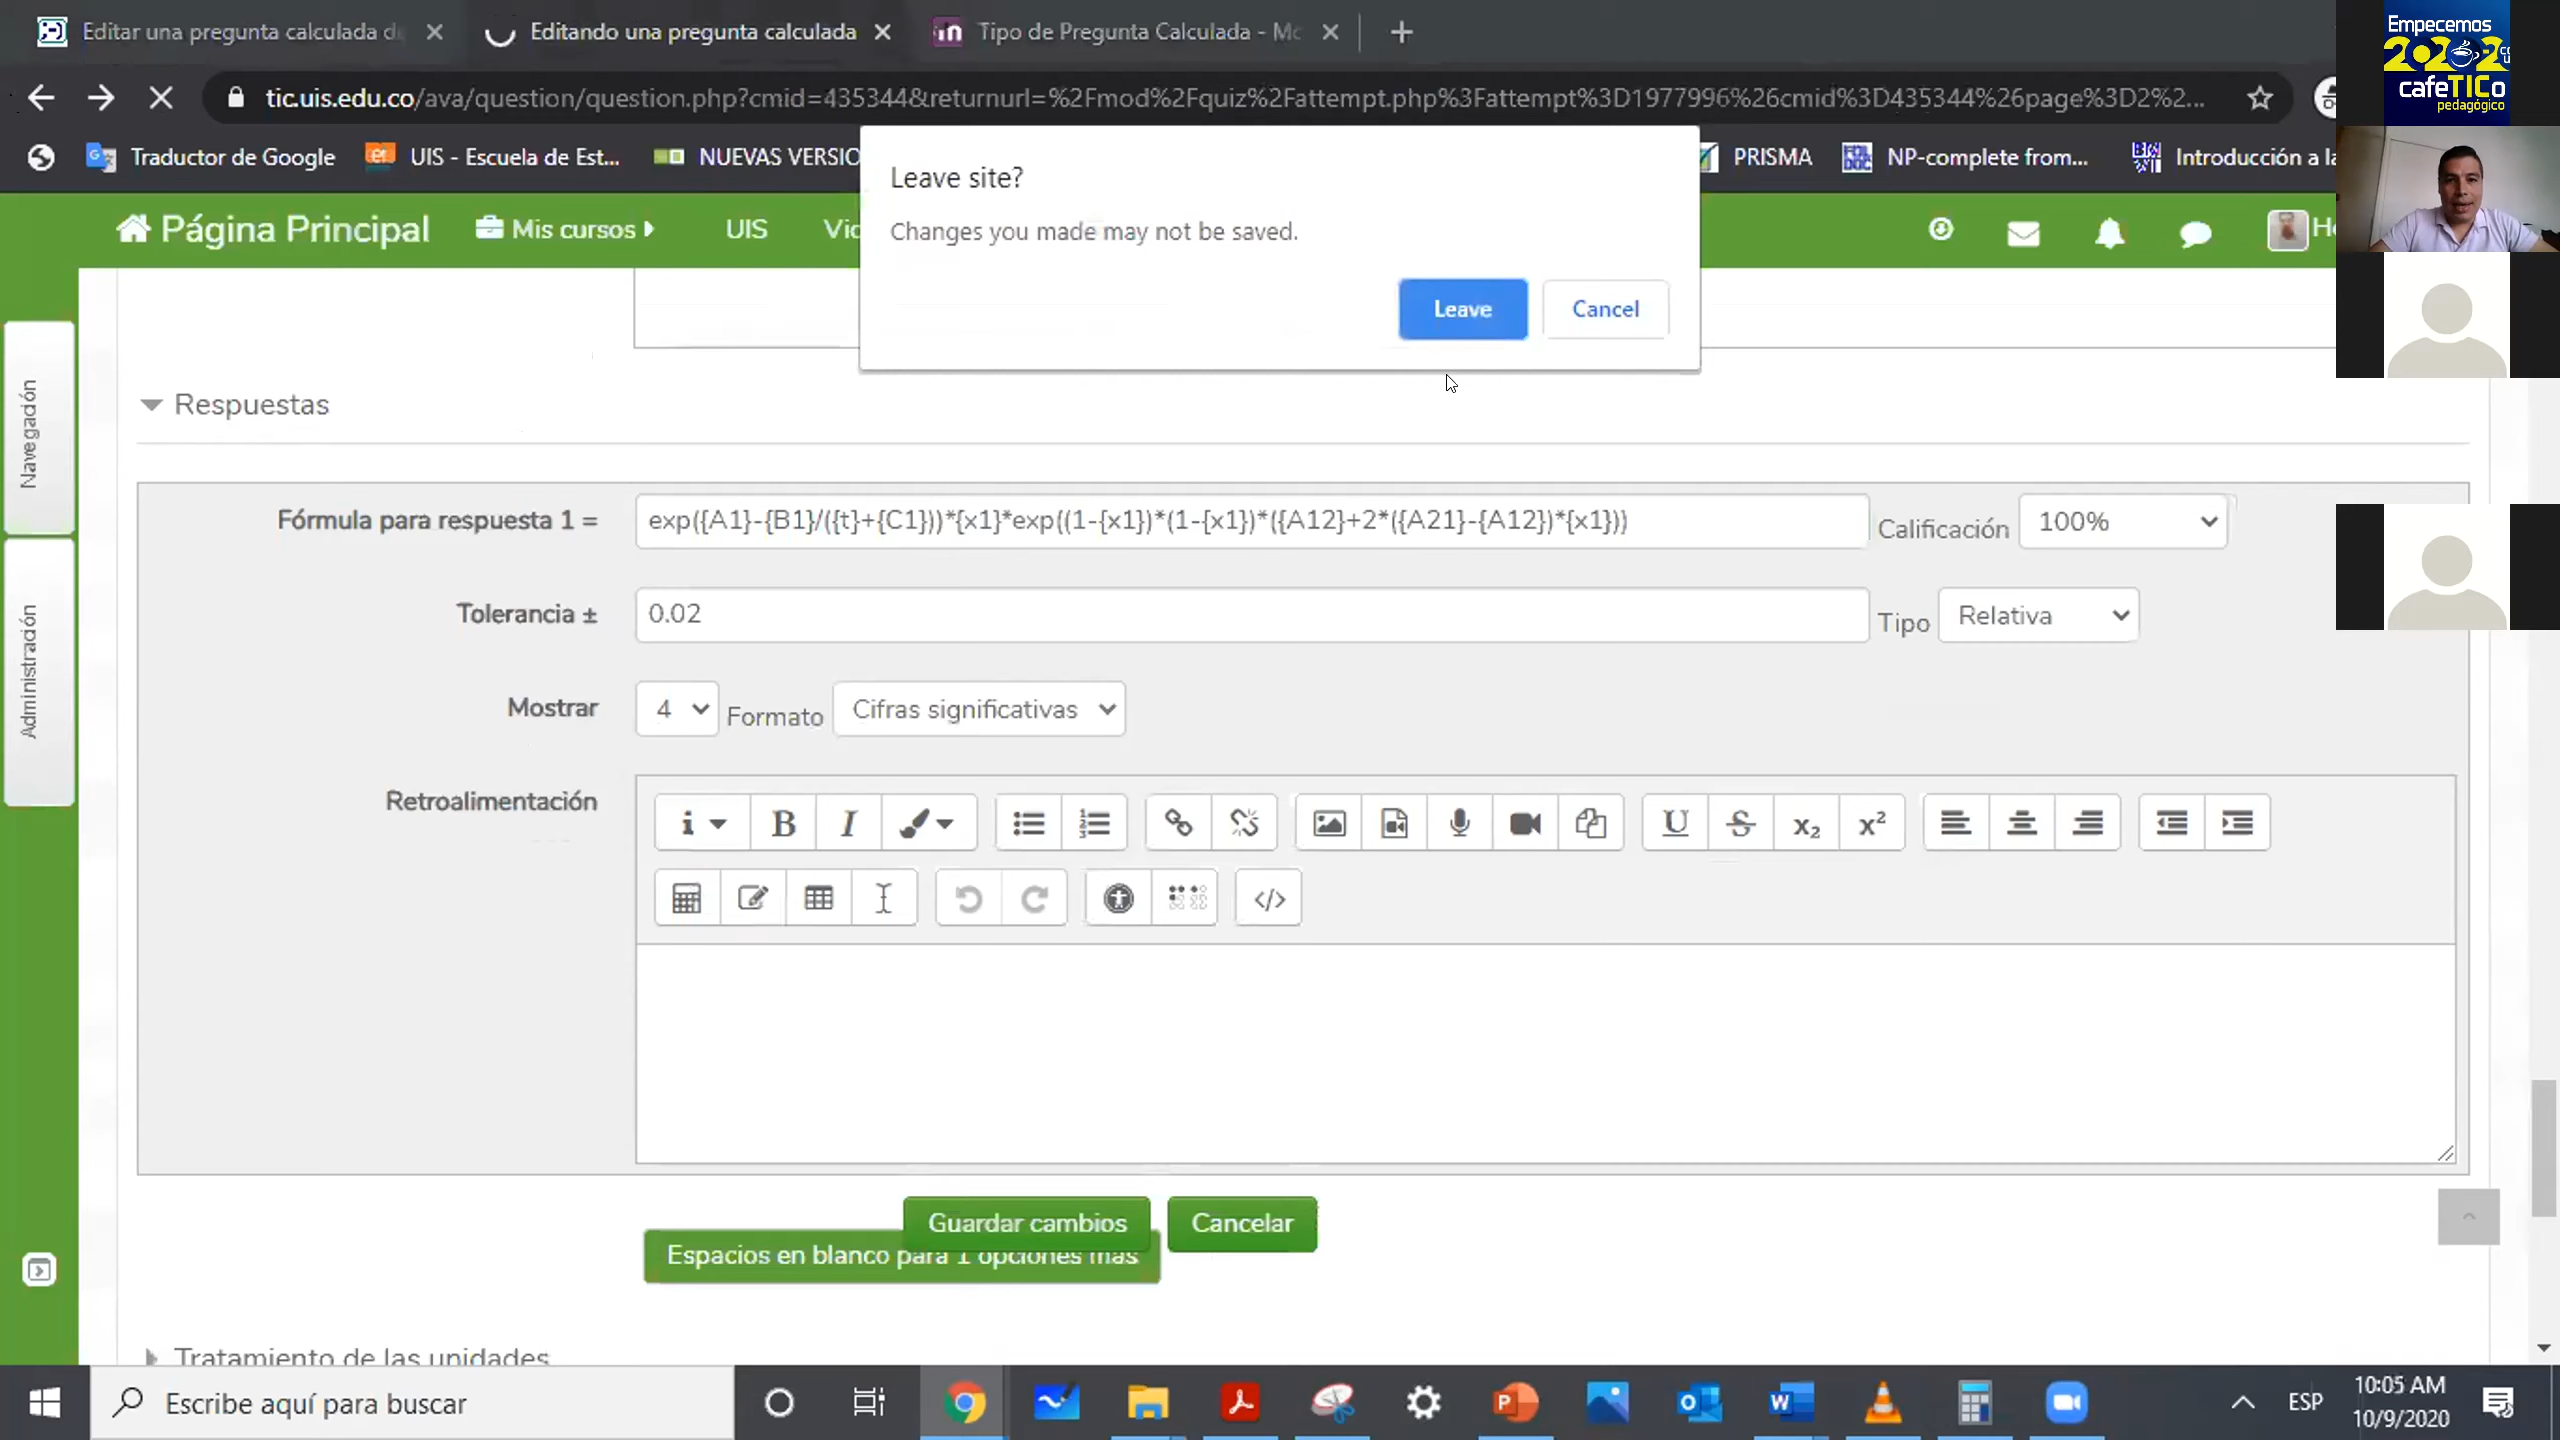 Editar una pregunta calculada de
Editando una pregunta calculada
Tipo de Pregunta Calculada - Mo
tic.uis.edu.co/ava/question/question.php?cmid=435344&returnurl=%2Fmod%2Fquiz%2Fattempt.php%3Fattempt%3D1977996%26cmid%3D435344%26page%3D2%2...
Empecemos
2020-2
cafeTICo
pedagógico
Traductor de Google
UIS - Escuela de Est...
NUEVAS VERSIO
PRISMA
NP-complete from...
Introducción a la
Leave site?
Changes you made may not be saved.
Leave
Cancel
Página Principal
Mis cursos
UIS
Vic
He
Navegación
Administración
Respuestas
Fórmula para respuesta 1 =
exp({A1}-{B1}/({t}+{C1}))*{x1}*exp((1-{x1})*(1-{x1})*({A12}+2*({A21}-{A12})*{x1}))
Calificación
100%
Tolerancia ±
0.02
Tipo
Relativa
Mostrar
4
Formato
Cifras significativas
Retroalimentación
Guardar cambios
Cancelar
Espacios en blanco para 1 opciones más
Tratamiento de las unidades
Escribe aquí para buscar
ESP
10:05 AM
10/9/2020